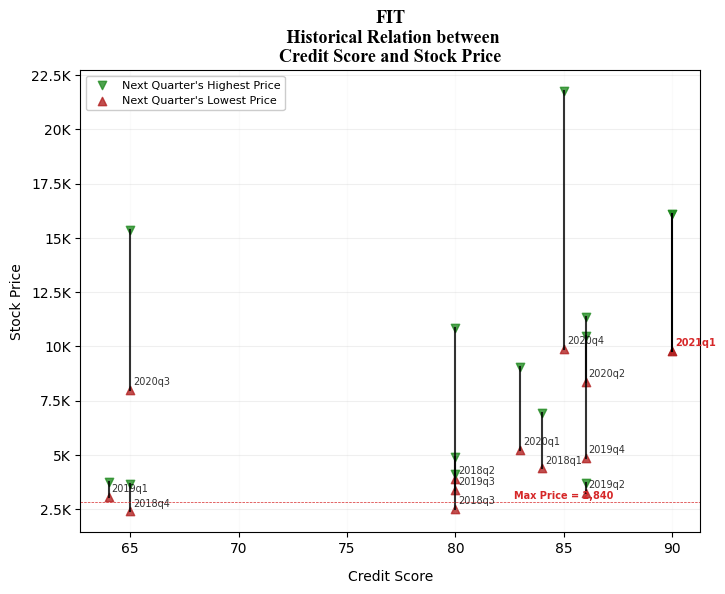 FIT
Historical Relation between
Credit Score and Stock Price
22.5K
20K
17.5K
15K
12.5K
10K
7.5K
5K
2.5K
Stock Price
Next Quarter's Highest Price
Next Quarter's Lowest Price
2020q4
2021q1
2020q3
2020q2
2020q1
2019q4
2018q1
2018q2
2019q3
2019q2
2019q1
Max Price = 2,840
2018q3
2018q4
65
70
75
80
85
90
Credit Score